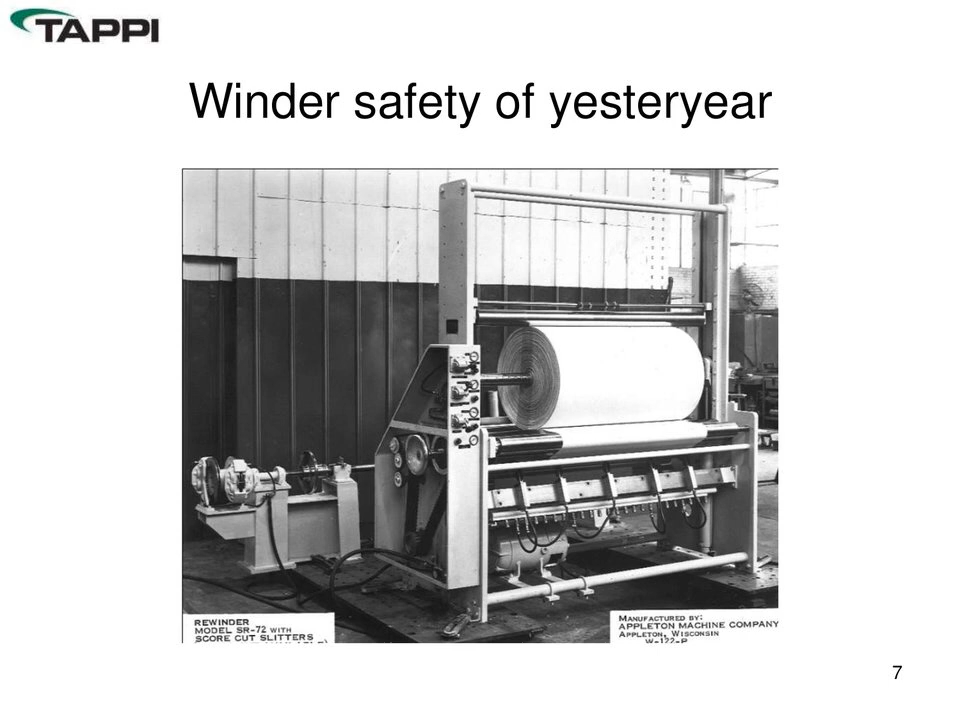 TAPPI
Winder safety of yesteryear
REWINDER
MODEL SR-72 WITH
SCORE CUT SLITTERS
MANUFACTURED BY:
APPLETON MACHINE COMPANY
APPLETON, WISCONSIN
W-122-P
7